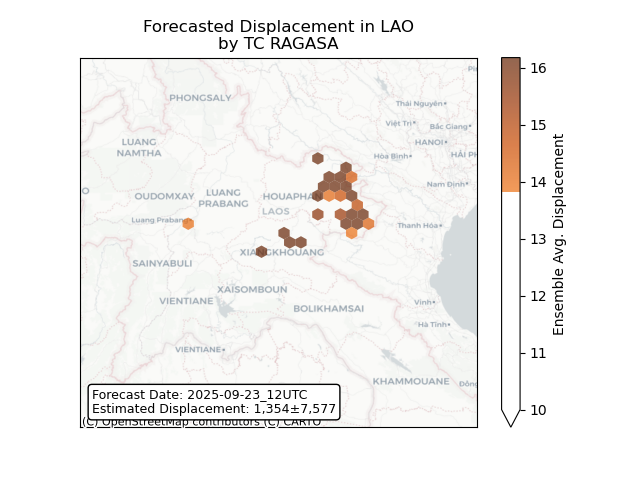 Forecasted Displacement in LAO
by TC RAGASA
PHONGSALY
Thái Nguyên
Việt Trì
Bắc Giang
LUANG
NAMTHA
HANOI
HẢI P
Hòa Bình
Nam Định
OUDOMXAY
LUANG
PRABANG
HOUAPHA
LAOS
Luang Prabang
Thanh Hóa
XIANGKHOUANG
SAINYABULI
XAISOMBOUN
VIENTIANE
BOLIKHAMSAI
Vinh
Hà Tĩnh
VIENTIANE
KHAMMOUANE
Đồng
Forecast Date: 2025-09-23_12UTC
Estimated Displacement: 1,354±7,577
(C) OpenStreetMap contributors (C) CARTO
16
15
14
13
12
11
10
Ensemble Avg. Displacement